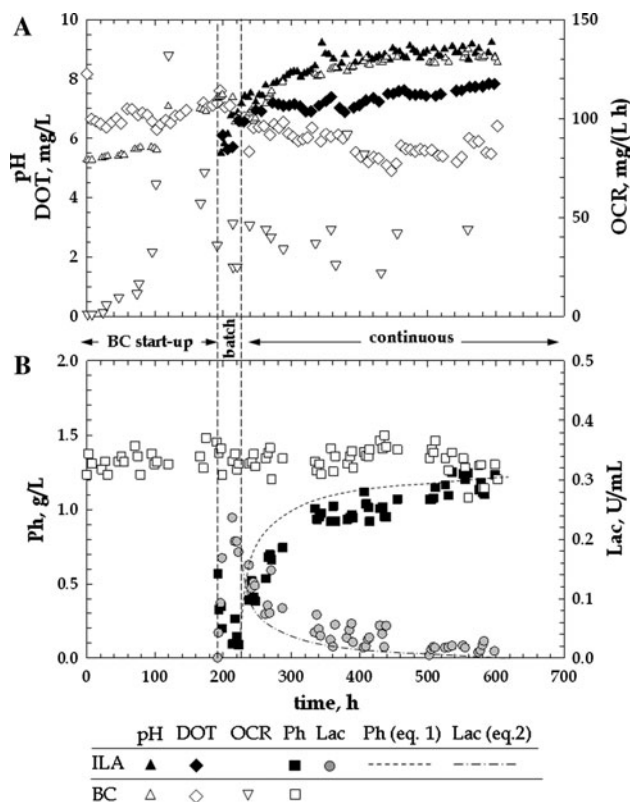 A
10
8
6
4
2
0
pH
DOT, mg/L
150
100
50
0
OCR, mg/(L h)
BC start-up
batch
continuous
B
2.0
1.5
1.0
0.5
0.0
Ph, g/L
0.5
0.4
0.3
0.2
0.1
0.0
Lac, U/mL
0 100 200 300 400 500 600 700
time, h
pH DOT OCR Ph Lac Ph (eq. 1) Lac (eq.2)
ILA
BC